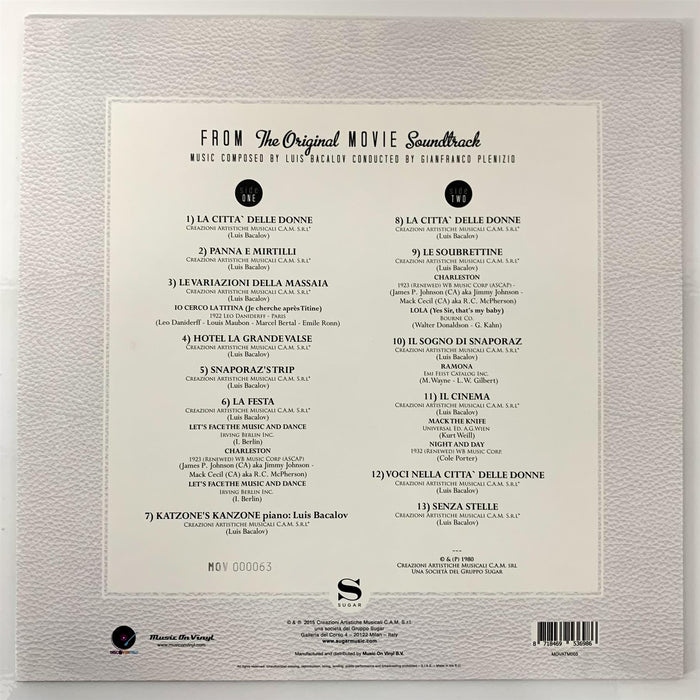 FROM The Original MOVIE Soundtrack
MUSIC COMPOSED BY LUIS BACALOV CONDUCTED BY GIANFRANCO PLENIZIO
side
ONE
1) LA CITTA` DELLE DONNE
CREAZIONI ARTISTICHE MUSICALI C.A.M. S.R.L"
(Luis Bacalov)
2) PANNA E MIRTILLI
CREAZIONI ARTISTICHE MUSICALI C.A.M. S.R.L"
(Luis Bacalov)
3) LE VARIAZIONI DELLA MASSAIA
CREAZIONI ARTISTICHE MUSICALI C.A.M. S.R.L"
(Luis Bacalov)
IO CERCO LA TITINA (Je cherche après Titine)
1922 LEO DANIDERFF - PARIS
(Leo Daniderff - Louis Maubon - Marcel Bertal - Emile Ronn)
4) HOTEL LA GRANDE VALSE
CREAZIONI ARTISTICHE MUSICALI C.A.M. S.R.L"
(Luis Bacalov)
5) SNAPORAZ'STRIP
CREAZIONI ARTISTICHE MUSICALI C.A.M. S.R.L"
(Luis Bacalov)
6) LA FESTA
CREAZIONI ARTISTICHE MUSICALI C.A.M. S.R.L"
(Luis Bacalov)
LET'S FACE THE MUSIC AND DANCE
IRVING BERLIN INC.
(I. Berlin)
CHARLESTON
1923 (RENEWED) WB MUSIC CORP (ASCAP)
(James P. Johnson (CA) aka Jimmy Johnson -
Mack Cecil (CA) aka R.C. McPherson)
LET'S FACE THE MUSIC AND DANCE
IRVING BERLIN INC.
(I. Berlin)
7) KATZONE'S KANZONE piano: Luis Bacalov
CREAZIONI ARTISTICHE MUSICALI C.A.M. S.R.L"
(Luis Bacalov)
MOV 000063
side
TWO
8) LA CITTA` DELLE DONNE
CREAZIONI ARTISTICHE MUSICALI C.A.M. S.R.L"
(Luis Bacalov)
9) LE SOUBRETTINE
CREAZIONI ARTISTICHE MUSICALI C.A.M. S.R.L"
(Luis Bacalov)
CHARLESTON
1923 (RENEWED) WB MUSIC CORP (ASCAP) -
(James P. Johnson (CA) aka Jimmy Johnson -
Mack Cecil (CA) aka R.C. McPherson)
LOLA (Yes Sir, that's my baby)
BOURNE CO.
(Walter Donaldson - G. Kahn)
10) IL SOGNO DI SNAPORAZ
CREAZIONI ARTISTICHE MUSICALI C.A.M. S.R.L"
(Luis Bacalov)
RAMONA
EMI FEIST CATALOG INC.
(M. Wayne - L.W. Gilbert)
11) IL CINEMA
CREAZIONI ARTISTICHE MUSICALI C.A.M. S.R.L"
(Luis Bacalov)
MACK THE KNIFE
UNIVERSAL ED. A.G.WIEN
(Kurt Weill)
NIGHT AND DAY
1932 (RENEWED) WB MUSIC CORP.
(Cole Porter)
12) VOCI NELLA CITTA` DELLE DONNE
CREAZIONI ARTISTICHE MUSICALI C.A.M. S.R.L"
(Luis Bacalov)
13) SENZA STELLE
CREAZIONI ARTISTICHE MUSICALI C.A.M. S.R.L"
(Luis Bacalov)
---
© & (P) 1980
CREAZIONI ARTISTICHE MUSICALI C.A.M. SRL
UNA SOCIETÀ DEL GRUPPO SUGAR
S
SUGAR
Music On Vinyl
www.musiconvinyl.com
© & ℗ 2015 Creazioni Artistiche Musicali C.A.M. S.r.l.
una società del Gruppo Sugar
Galleria del Corso 4 – 20122 Milan – Italy
www.sugarmusic.com
Manufactured and distributed by Music On Vinyl B.V.
8 718469 536986
MOVATM005